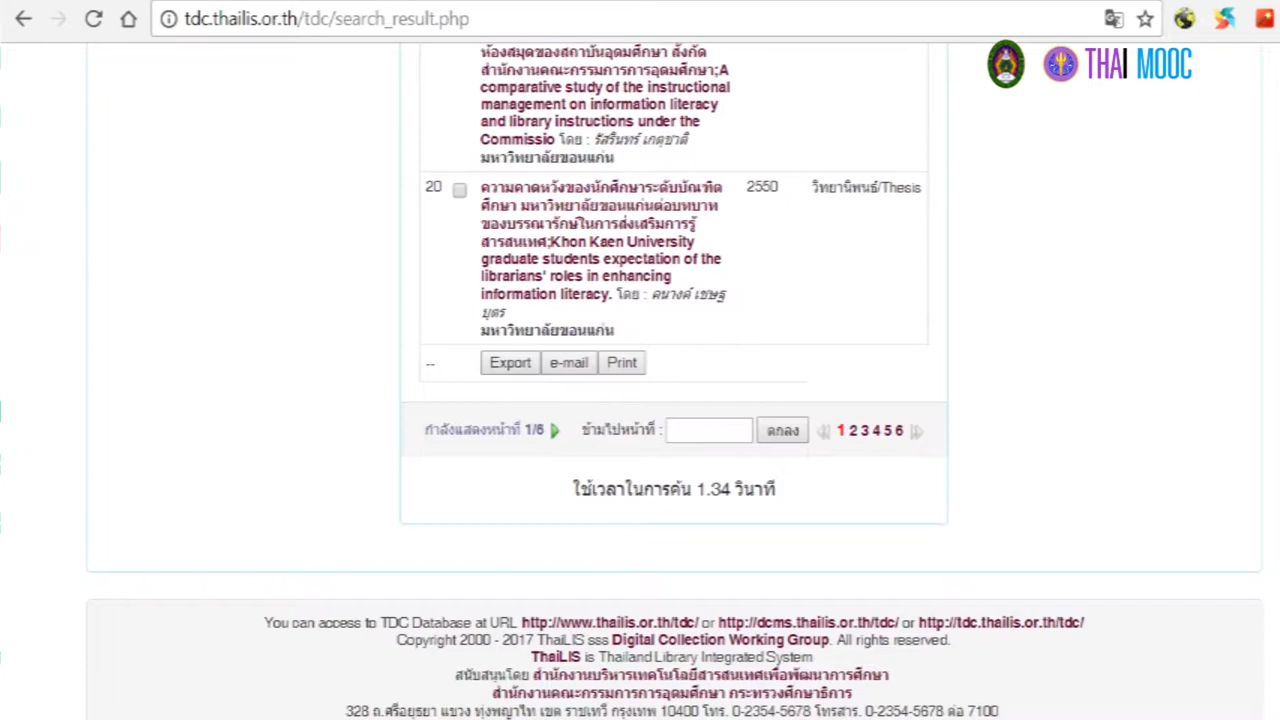 tdc.thailis.or.th/tdc/search_result.php
THAI MOOC
ห้องสมุดของสถาบันอุดมศึกษา สังกัด
สำนักงานคณะกรรมการการอุดมศึกษา;A
comparative study of the instructional
management on information literacy
and library instructions under the
Commissio โดย : รัสรินทร์ เกตุชาติ
มหาวิทยาลัยขอนแก่น
20 ความคาดหวังของนักศึกษาระดับบัณฑิต 2550 วิทยานิพนธ์/Thesis
ศึกษา มหาวิทยาลัยขอนแก่นต่อบทบาท
ของบรรณารักษ์ในการส่งเสริมการรู้
สารสนเทศ;Khon Kaen University
graduate students expectation of the
librarians' roles in enhancing
information literacy. โดย : คนางค์ เชษฐ
บุตร
มหาวิทยาลัยขอนแก่น
-- Export e-mail Print
กำลังแสดงหน้าที่ 1/6 ข้ามไปหน้าที่ : ตกลง 1 2 3 4 5 6
ใช้เวลาในการค้น 1.34 วินาที
You can access to TDC Database at URL http://www.thailis.or.th/tdc/ or http://dcms.thailis.or.th/tdc/ or http://tdc.thailis.or.th/tdc/
Copyright 2000 - 2017 ThaiLIS sss Digital Collection Working Group. All rights reserved.
ThaiLIS is Thailand Library Integrated System
สนับสนุนโดย สำนักงานบริหารเทคโนโลยีสารสนเทศเพื่อพัฒนาการศึกษา
สำนักงานคณะกรรมการการอุดมศึกษา กระทรวงศึกษาธิการ
328 ถ.ศรีอยุธยา แขวง ทุ่งพญาไท เขต ราชเทวี กรุงเทพ 10400 โทร. 0-2354-5678 โทรสาร. 0-2354-5678 ต่อ 7100